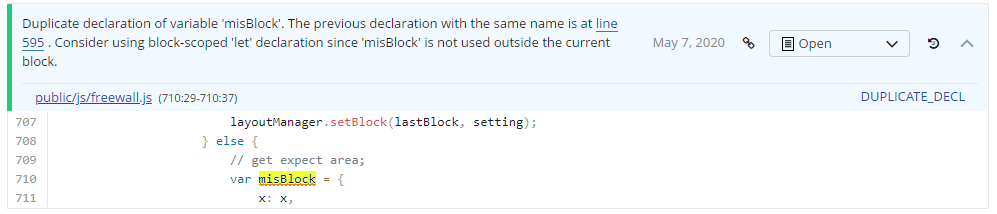 Duplicate declaration of variable 'misBlock'. The previous declaration with the same name is at line
595 . Consider using block-scoped 'let' declaration since 'misBlock' is not used outside the current
block.
May 7, 2020
Open
public/js/freewall.js (710:29-710:37)
DUPLICATE_DECL
707 layoutManager.setBlock(lastBlock, setting);
708 } else {
709 // get expect area;
710 var misBlock = {
711 x: x,